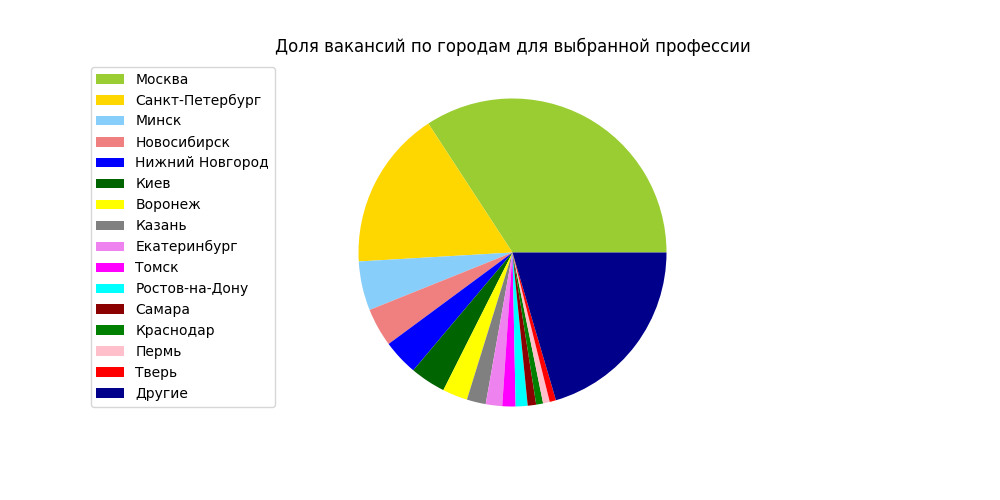 Доля вакансий по городам для выбранной профессии
Москва
Санкт-Петербург
Минск
Новосибирск
Нижний Новгород
Киев
Воронеж
Казань
Екатеринбург
Томск
Ростов-на-Дону
Самара
Краснодар
Пермь
Тверь
Другие